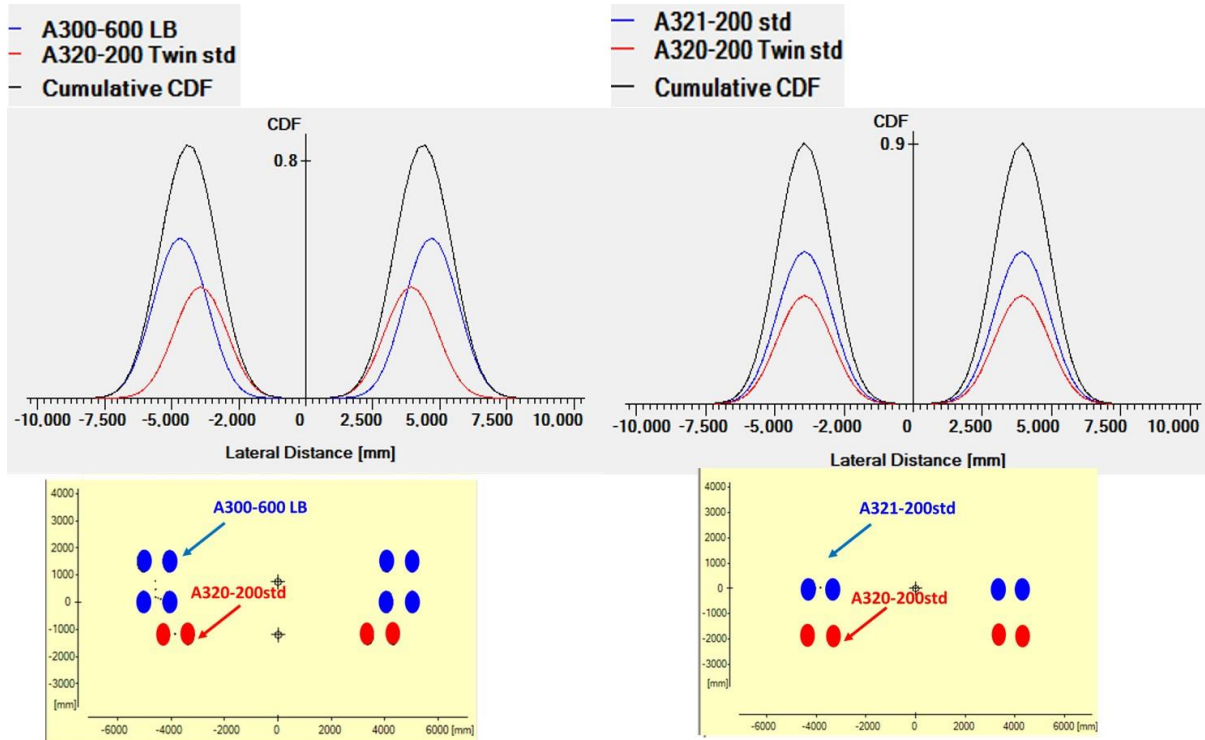 A300-600 LB
A320-200 Twin std
Cumulative CDF
CDF
0.8
-10,000 -7,500 -5,000 -2,000 0 2,500 5,000 7,500 10,000
Lateral Distance [mm]
A321-200 std
A320-200 Twin std
Cumulative CDF
CDF
0.9
-10,000 -7,500 -5,000 -2,000 0 2,500 5,000 7,500 10,000
Lateral Distance [mm]
4000
3000
2000
1000
0
-1000
-2000
-3000
[mm]
A300-600 LB
A320-200std
-6000 -4000 -2000 0 2000 4000 6000 [mm]
4000
3000
2000
1000
0
-1000
-2000
-3000
[mm]
A321-200std
A320-200std
-6000 -4000 -2000 0 2000 4000 6000 [mm]